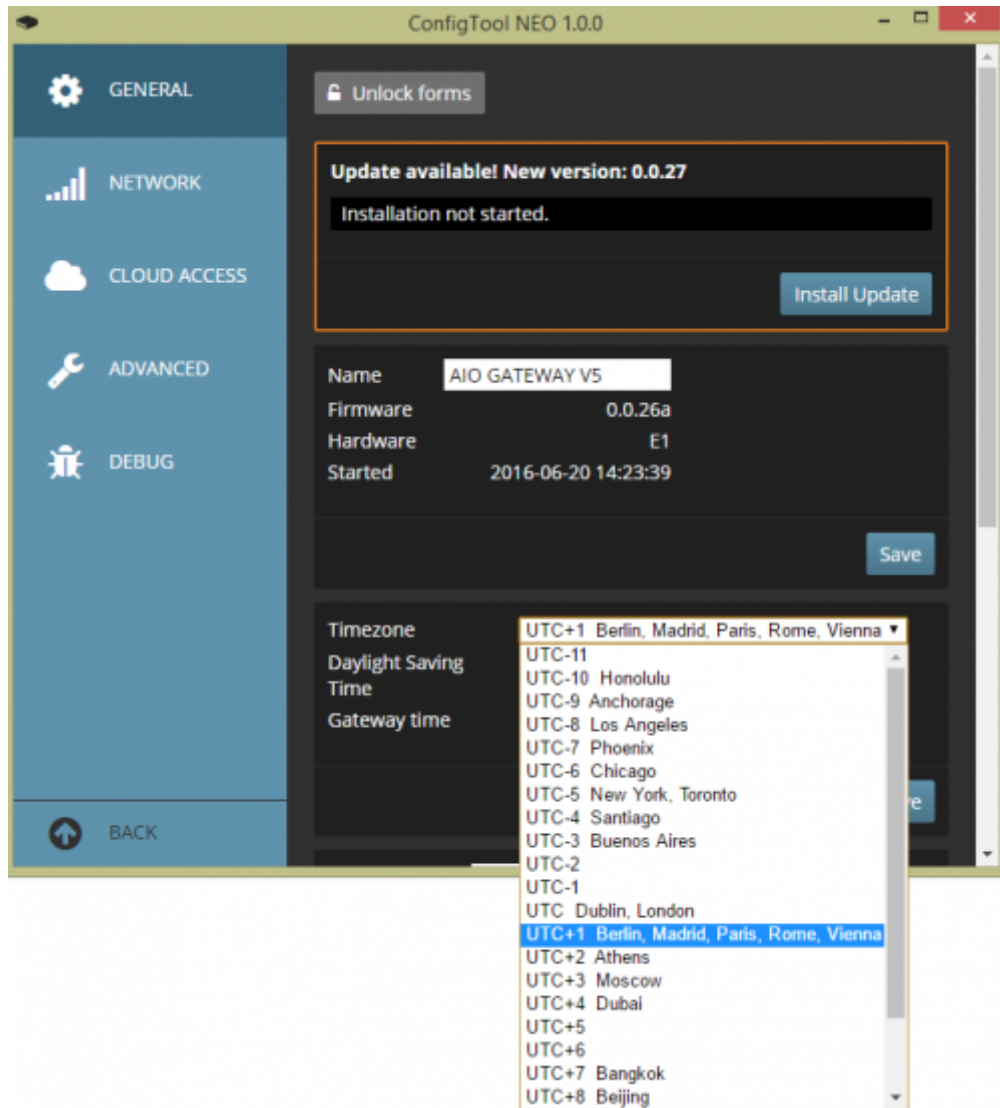 ConfigTool NEO 1.0.0
GENERAL
NETWORK
CLOUD ACCESS
ADVANCED
DEBUG
BACK
Unlock forms
Update available! New version: 0.0.27
Installation not started.
Install Update
Name AIO GATEWAY V5
Firmware 0.0.26a
Hardware E1
Started 2016-06-20 14:23:39
Save
Timezone UTC+1 Berlin, Madrid, Paris, Rome, Vienna
Daylight Saving
Time
Gateway time
UTC-11
UTC-10 Honolulu
UTC-9 Anchorage
UTC-8 Los Angeles
UTC-7 Phoenix
UTC-6 Chicago
UTC-5 New York, Toronto
UTC-4 Santiago
UTC-3 Buenos Aires
UTC-2
UTC-1
UTC Dublin, London
UTC+1 Berlin, Madrid, Paris, Rome, Vienna
UTC+2 Athens
UTC+3 Moscow
UTC+4 Dubai
UTC+5
UTC+6
UTC+7 Bangkok
UTC+8 Beijing